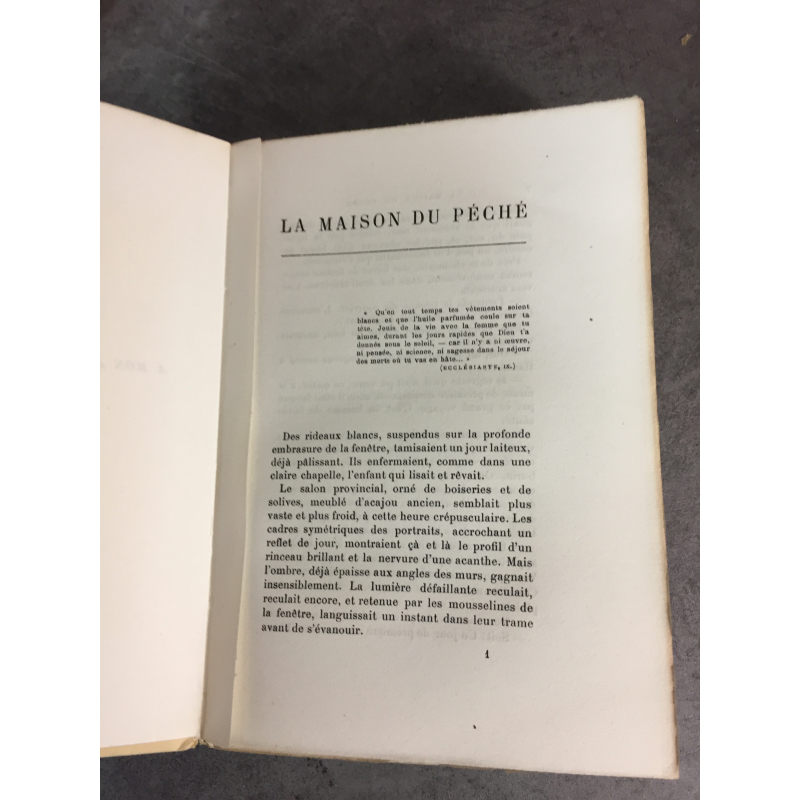 LA MAISON DU PÉCHÉ
« Qu'en tout temps tes vêtements soient
blancs et que l'huile parfumée coule sur ta
tête. Jouis de la vie avec la femme que tu
aimes, durant les jours rapides que Dieu t'a
donnés sous le soleil, — car il n'y a ni œuvre,
ni pensée, ni science, ni sagesse dans le séjour
des morts où tu vas en hâte... »
(ECCLÉSIASTE, IX.)
Des rideaux blancs, suspendus sur la profonde
embrasure de la fenêtre, tamisaient un jour laiteux,
déjà pâlissant. Ils enfermaient, comme dans une
claire chapelle, l'enfant qui lisait et rêvait.
Le salon provincial, orné de boiseries et de
solives, meublé d'acajou ancien, semblait plus
vaste et plus froid, à cette heure crépusculaire. Les
cadres symétriques des portraits, accrochant un
reflet de jour, montraient çà et là le profil d'un
rinceau brillant et la nervure d'une acanthe. Mais
l'ombre, déjà épaisse aux angles des murs, gagnait
insensiblement. La lumière défaillante reculait,
reculait encore, et retenue par les mousselines de
la fenêtre, languissait un instant dans leur trame
avant de s'évanouir.
1